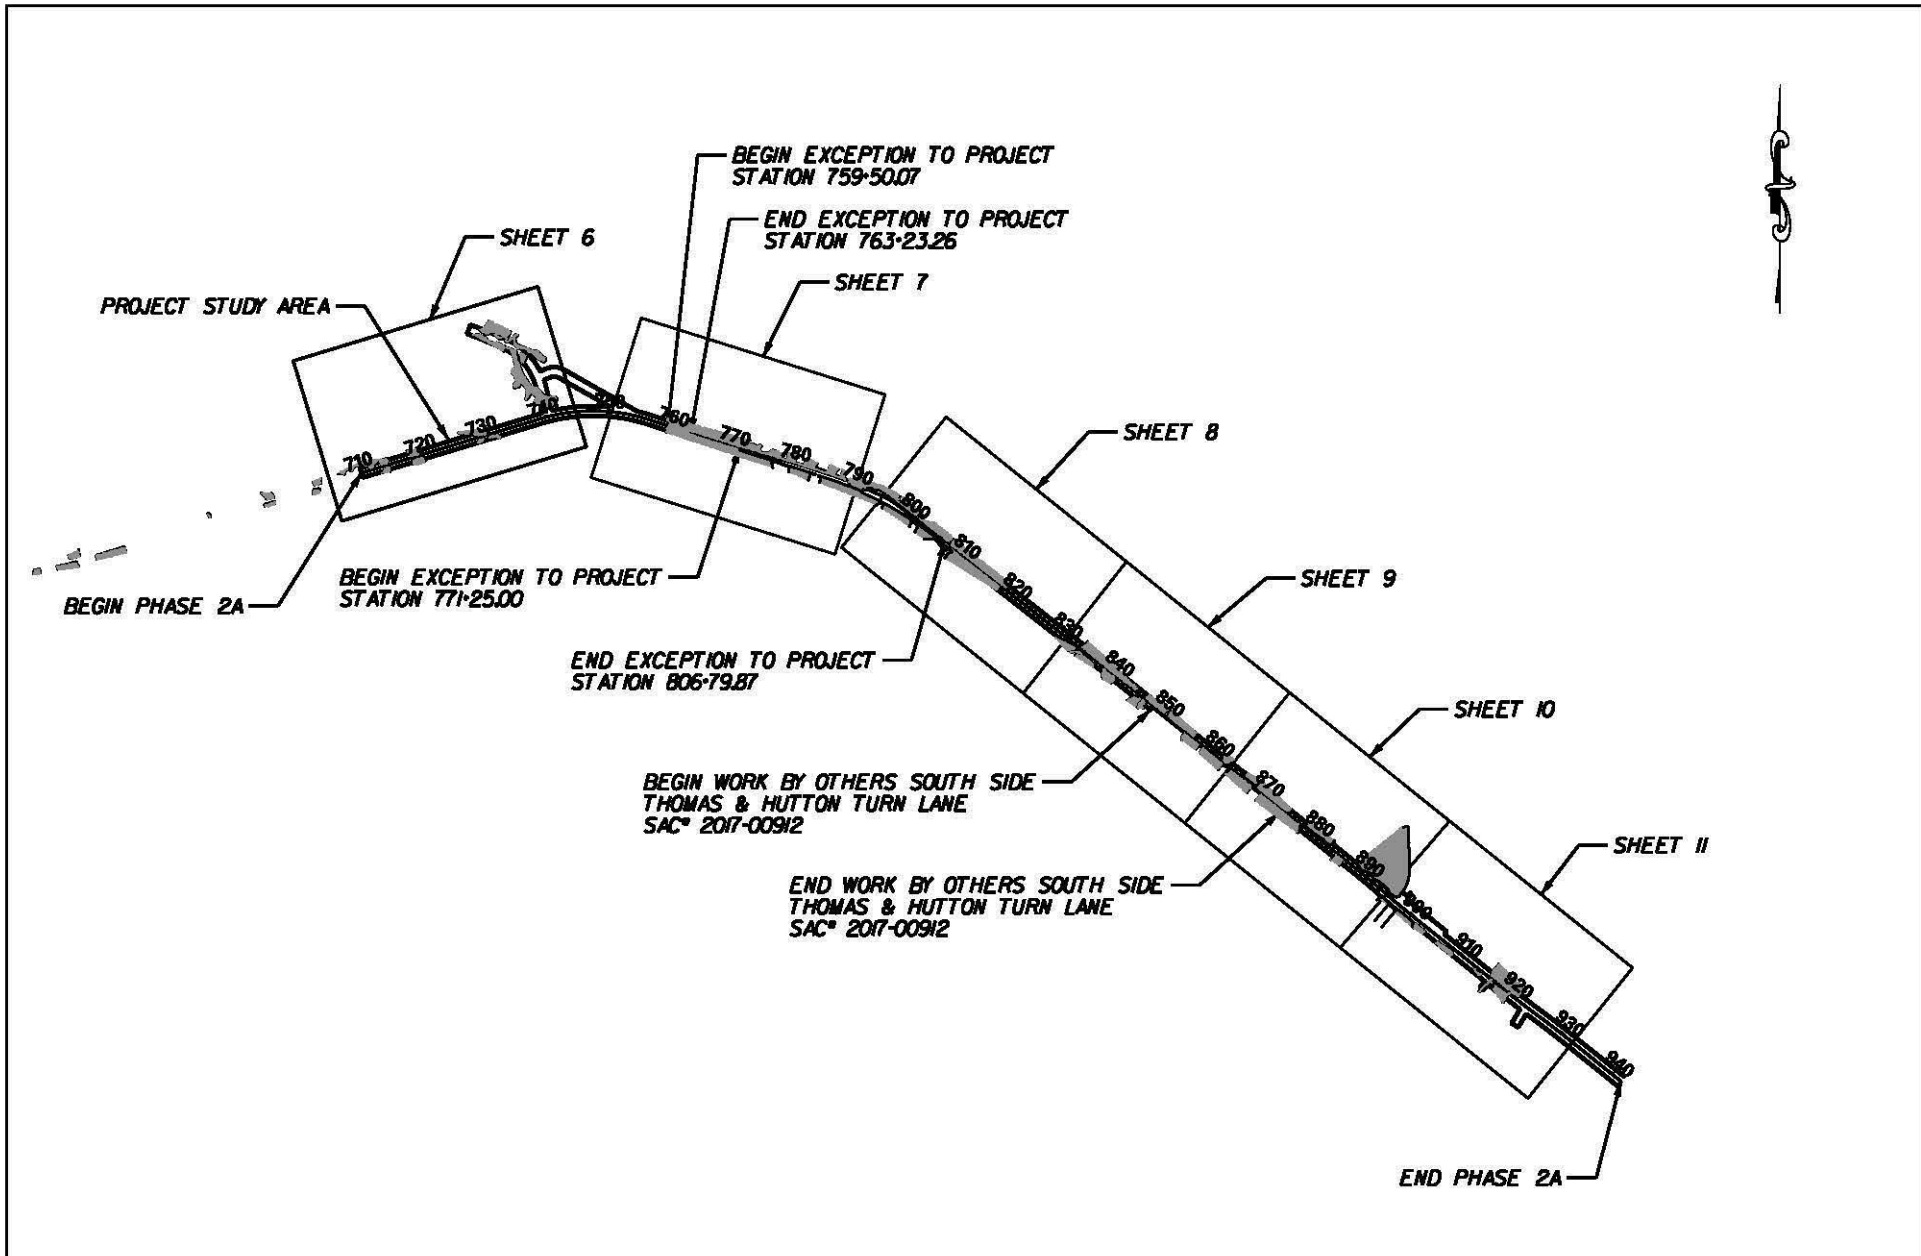 BEGIN EXCEPTION TO PROJECT
STATION 759+50.07
END EXCEPTION TO PROJECT
STATION 763+23.26
SHEET 6
SHEET 7
PROJECT STUDY AREA
SHEET 8
710
720
730
740
760
770
780
790
800
810
820
830
840
850
860
870
880
890
900
910
920
930
940
BEGIN EXCEPTION TO PROJECT
STATION 771+25.00
BEGIN PHASE 2A
SHEET 9
END EXCEPTION TO PROJECT
STATION 806+79.87
SHEET 10
BEGIN WORK BY OTHERS SOUTH SIDE
THOMAS & HUTTON TURN LANE
SAC# 2017-00912
SHEET 11
END WORK BY OTHERS SOUTH SIDE
THOMAS & HUTTON TURN LANE
SAC# 2017-00912
END PHASE 2A